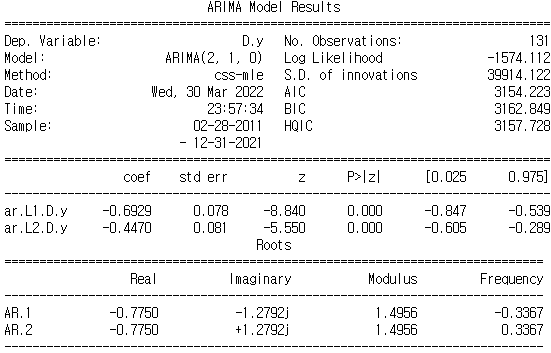 ARIMA Model Results
==============================================================================
Dep. Variable: D.y No. Observations: 131
Model: ARIMA(2, 1, 0) Log Likelihood -1574.112
Method: css-mle S.D. of innovations 39914.122
Date: Wed, 30 Mar 2022 AIC 3154.223
Time: 23:57:34 BIC 3162.849
Sample: 02-28-2011 HQIC 3157.728
- 12-31-2021
==============================================================================
coef std err z P>|z| [0.025 0.975]
------------------------------------------------------------------------------
ar.L1.D.y -0.6929 0.078 -8.840 0.000 -0.847 -0.539
ar.L2.D.y -0.4470 0.081 -5.550 0.000 -0.605 -0.289
Roots
=============================================================================
Real Imaginary Modulus Frequency
-----------------------------------------------------------------------------
AR.1 -0.7750 -1.2792j 1.4956 -0.3367
AR.2 -0.7750 +1.2792j 1.4956 0.3367
-----------------------------------------------------------------------------